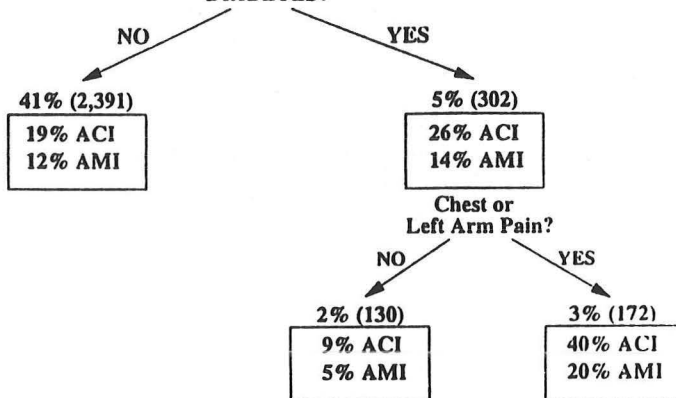 NO YES
41% (2,391) 5% (302)
19% ACI 26% ACI
12% AMI 14% AMI
Chest or
Left Arm Pain?
NO YES
2% (130) 3% (172)
9% ACI 40% ACI
5% AMI 20% AMI